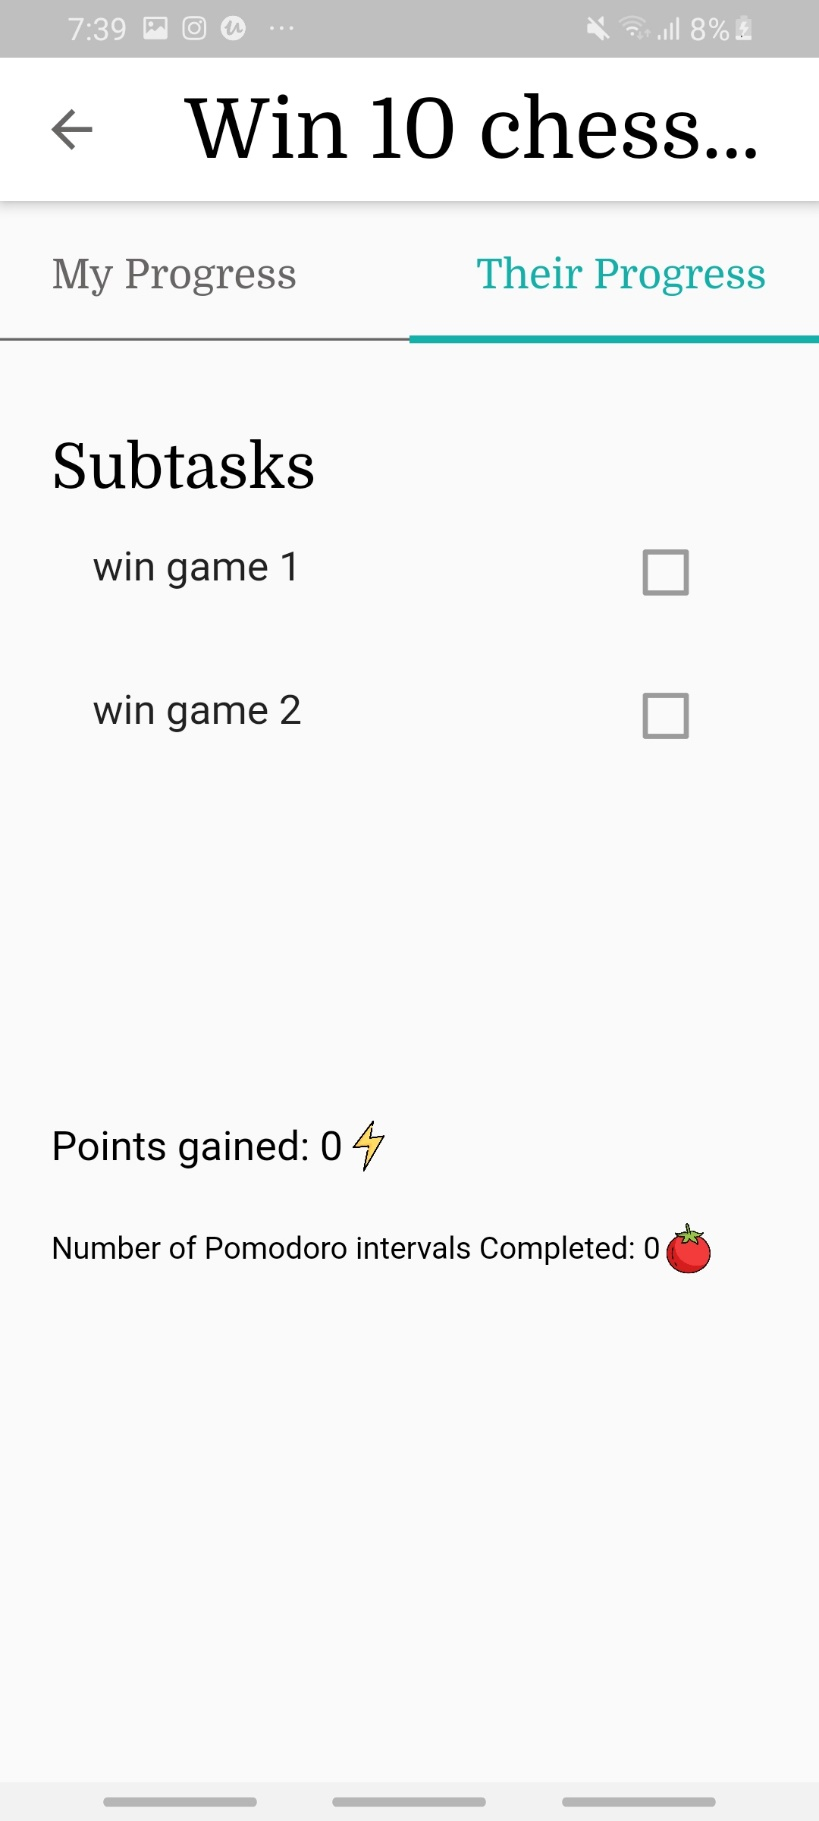 7:39 ... 8%
Win 10 chess...
My Progress Their Progress
Subtasks
win game 1
win game 2
Points gained: 0
Number of Pomodoro intervals Completed: 0